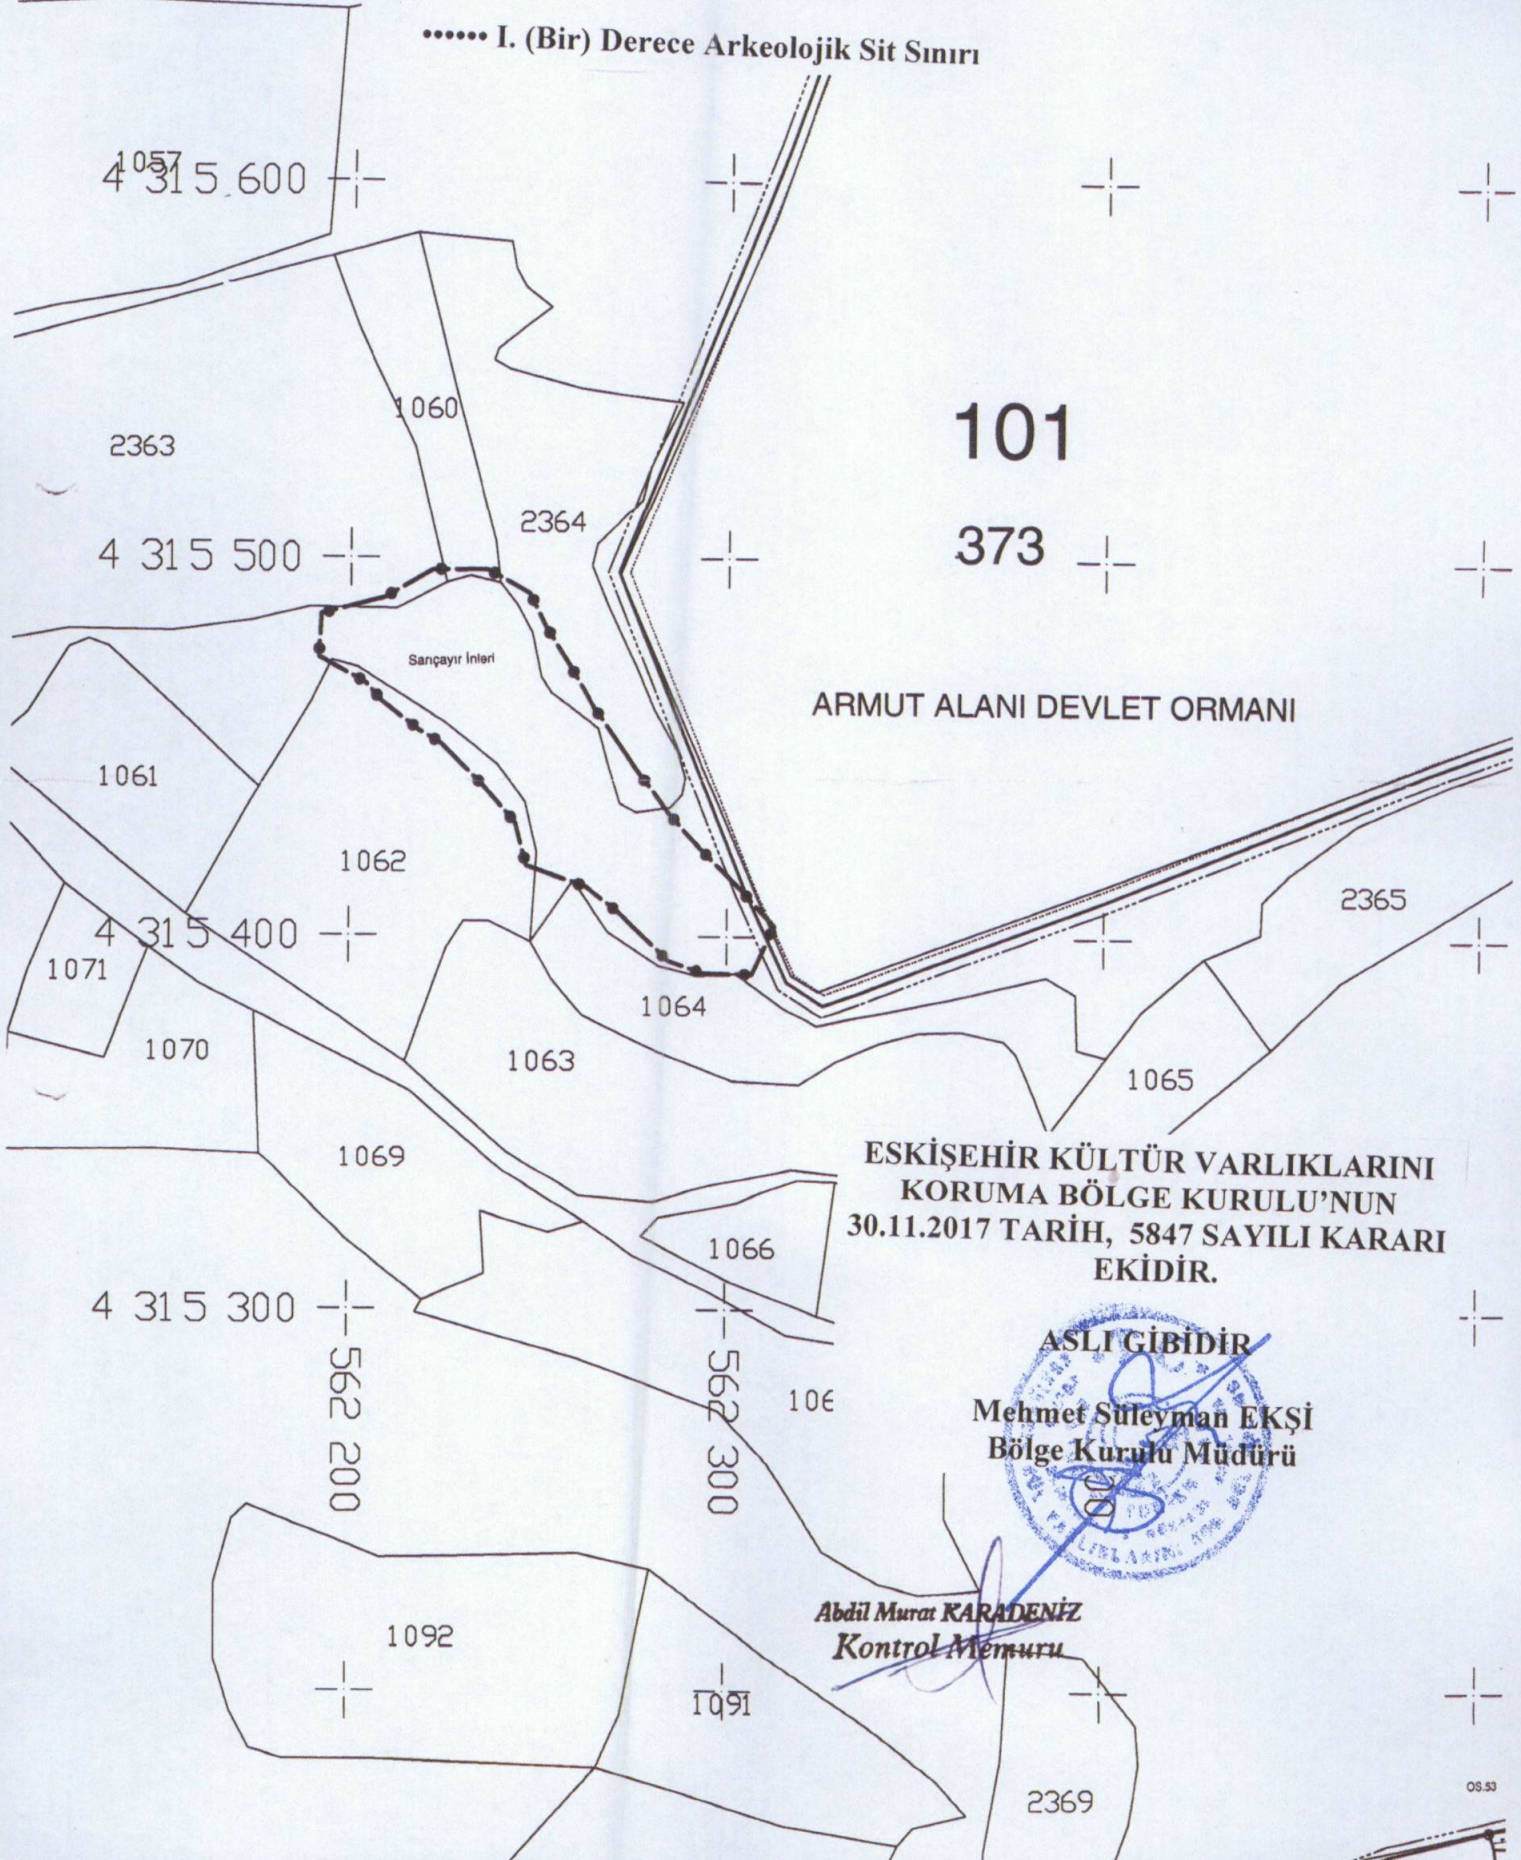 •••••• I. (Bir) Derece Arkeolojik Sit Sınırı
1057
4 315 600
1060
2363
101
2364
373
4 315 500
Sarıçayır İnleri
ARMUT ALANI DEVLET ORMANI
1061
1062
2365
4 315 400
1071
1064
1070
1063
1065
1069
ESKİŞEHİR KÜLTÜR VARLIKLARINI
KORUMA BÖLGE KURULU’NUN
30.11.2017 TARİH, 5847 SAYILI KARARI
EKİDİR.
1066
4 315 300
ASLI GİBİDİR
562 200
562 300
106
Mehmet Süleyman EKŞİ
Bölge Kurulu Müdürü
Abdil Murat KARADENİZ
Kontrol Memuru
1092
1091
2369
OS.53